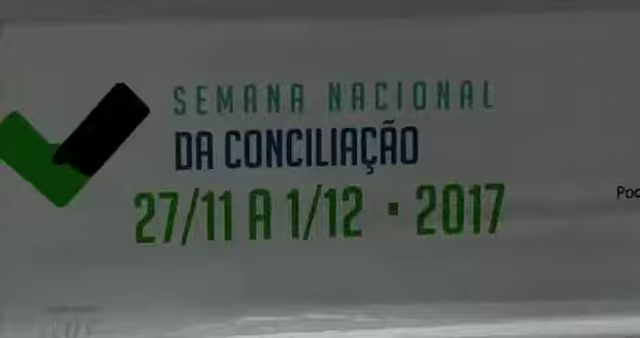 SEMANA NACIONAL
DA CONCILIAÇÃO
27/11 A 1/12 · 2017